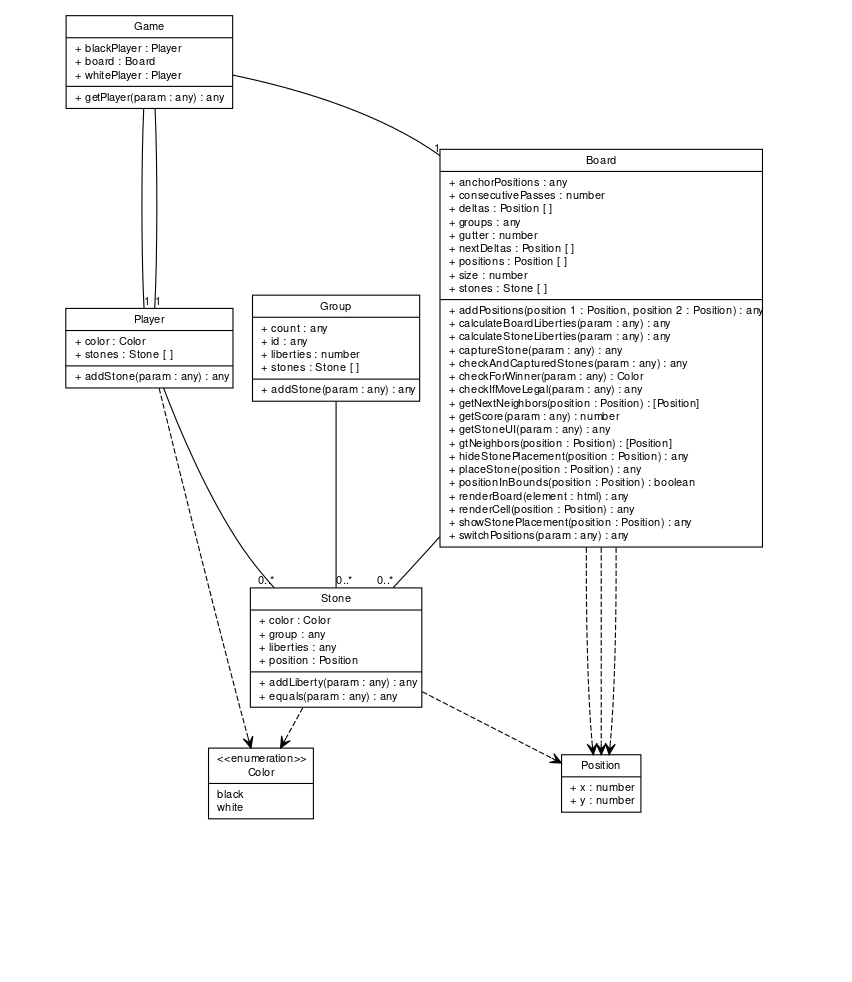 Game
+ blackPlayer : Player
+ board : Board
+ whitePlayer : Player
+ getPlayer(param : any) : any
1
Board
+ anchorPositions : any
+ consecutivePasses : number
+ deltas : Position [ ]
+ groups : any
+ gutter : number
+ nextDeltas : Position [ ]
+ positions : Position [ ]
+ size : number
+ stones : Stone [ ]
+ addPositions(position 1 : Position, position 2 : Position) : any
+ calculateBoardLiberties(param : any) : any
+ calculateStoneLiberties(param : any) : any
+ captureStone(param : any) : any
+ checkAndCapturedStones(param : any) : any
+ checkForWinner(param : any) : Color
+ checkIfMoveLegal(param : any) : any
+ getNextNeighbors(position : Position) : [Position]
+ getScore(param : any) : number
+ getStoneUI(param : any) : any
+ gtNeighbors(position : Position) : [Position]
+ hideStonePlacement(position : Position) : any
+ placeStone(position : Position) : any
+ positionInBounds(position : Position) : boolean
+ renderBoard(element : html) : any
+ renderCell(position : Position) : any
+ showStonePlacement(position : Position) : any
+ switchPositions(param : any) : any
1 1
Player
+ color : Color
+ stones : Stone [ ]
+ addStone(param : any) : any
Group
+ count : any
+ id : any
+ liberties : number
+ stones : Stone [ ]
+ addStone(param : any) : any
0..* 0..* 0..*
Stone
+ color : Color
+ group : any
+ liberties : any
+ position : Position
+ addLiberty(param : any) : any
+ equals(param : any) : any
<<enumeration>>
Color
black
white
Position
+ x : number
+ y : number